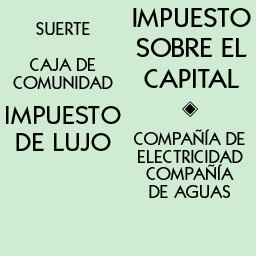 SUERTE
CAJA DE
COMUNIDAD
IMPUESTO
DE LUJO
IMPUESTO
SOBRE EL
CAPITAL
COMPAÑÍA DE
ELECTRICIDAD
COMPAÑÍA
DE AGUAS